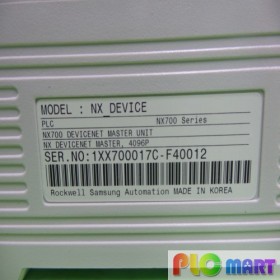 MODEL : NX_DEVICE
PLC NX700 Series
NX700 DEVICENET MASTER UNIT
NX DEVICENET MASTER, 4096P
SER.NO:1XX700017C-F40012
Rockwell Samsung Automation MADE IN KOREA
PLC MART